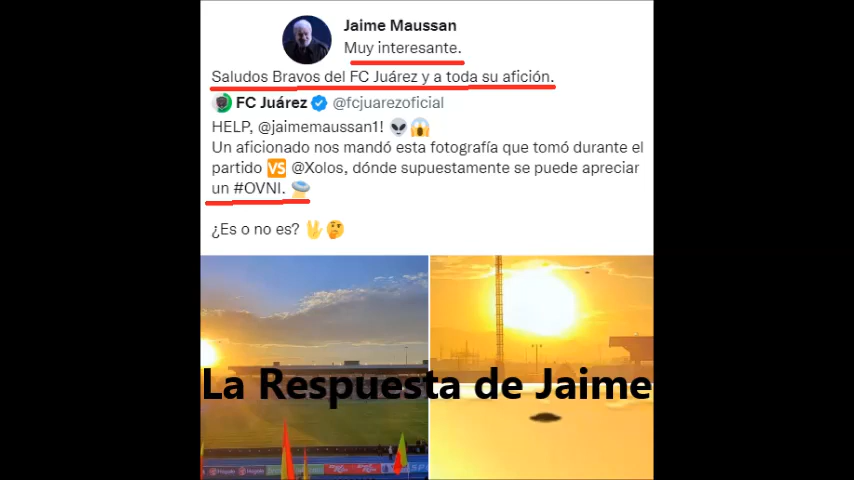 Jaime Maussan
Muy interesante.
Saludos Bravos del FC Juárez y a toda su afición.
FC Juárez @fcjuarezoficial
HELP, @jaimemaussan1! 👽😱
Un aficionado nos mandó esta fotografía que tomó durante el
partido 🆚 @Xolos, dónde supuestamente se puede apreciar
un #OVNI. 🛸
¿Es o no es? 🖖🤔
La Respuesta de Jaime